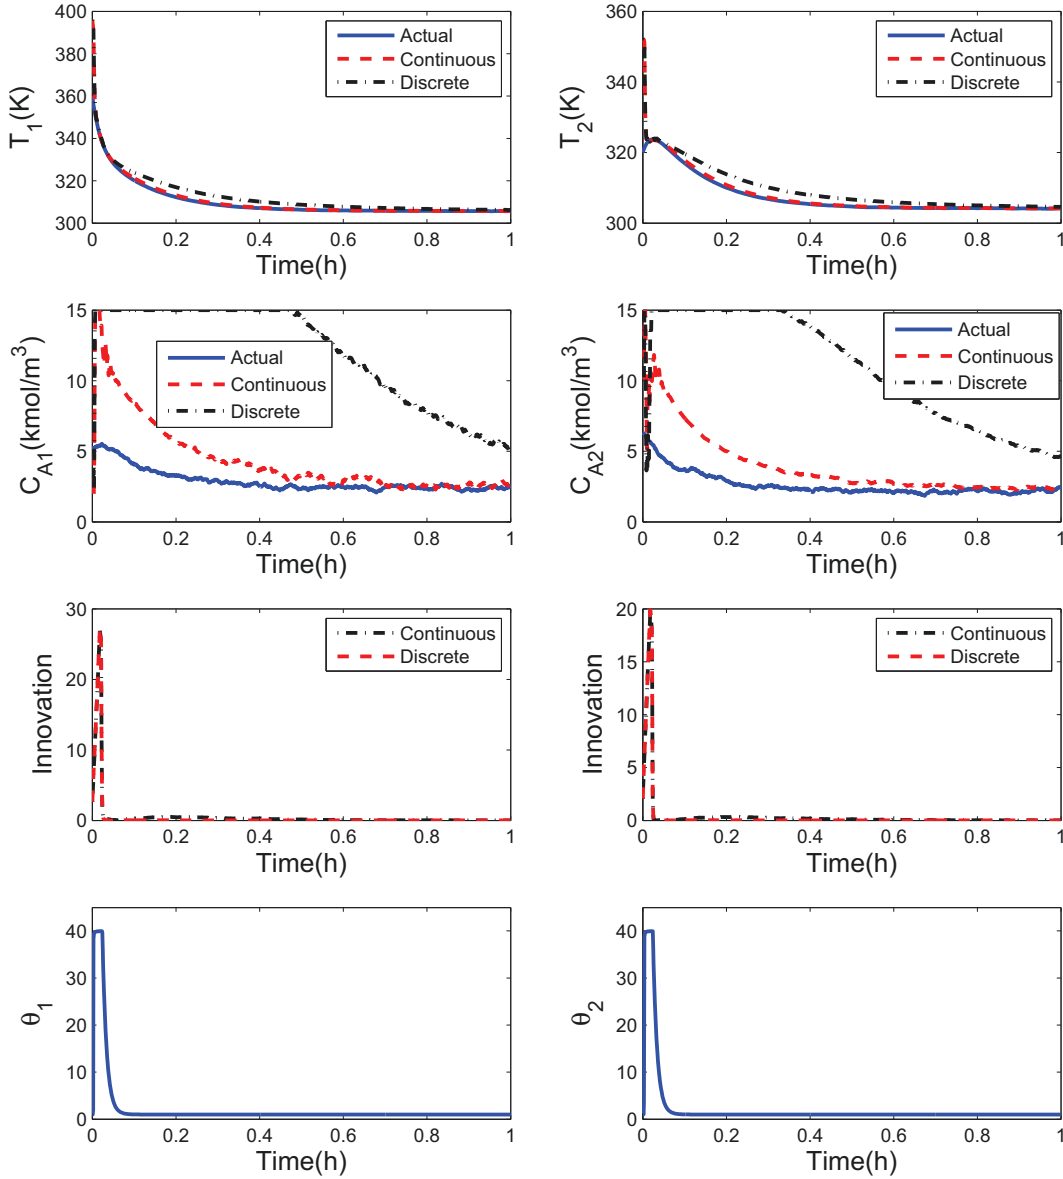 400
380
360
340
320
300
T1(K)
0 0.2 0.4 0.6 0.8 1
Time(h)
Actual
Continuous
Discrete
360
340
320
300
T2(K)
0 0.2 0.4 0.6 0.8 1
Time(h)
Actual
Continuous
Discrete
15
10
5
0
CA1(kmol/m3)
0 0.2 0.4 0.6 0.8 1
Time(h)
Actual
Continuous
Discrete
15
10
5
0
CA2(kmol/m3)
0 0.2 0.4 0.6 0.8 1
Time(h)
Actual
Continuous
Discrete
30
20
10
0
Innovation
0 0.2 0.4 0.6 0.8 1
Time(h)
Continuous
Discrete
20
15
10
5
0
Innovation
0 0.2 0.4 0.6 0.8 1
Time(h)
Continuous
Discrete
40
30
20
10
0
θ1
0 0.2 0.4 0.6 0.8 1
Time(h)
40
30
20
10
0
θ2
0 0.2 0.4 0.6 0.8 1
Time(h)